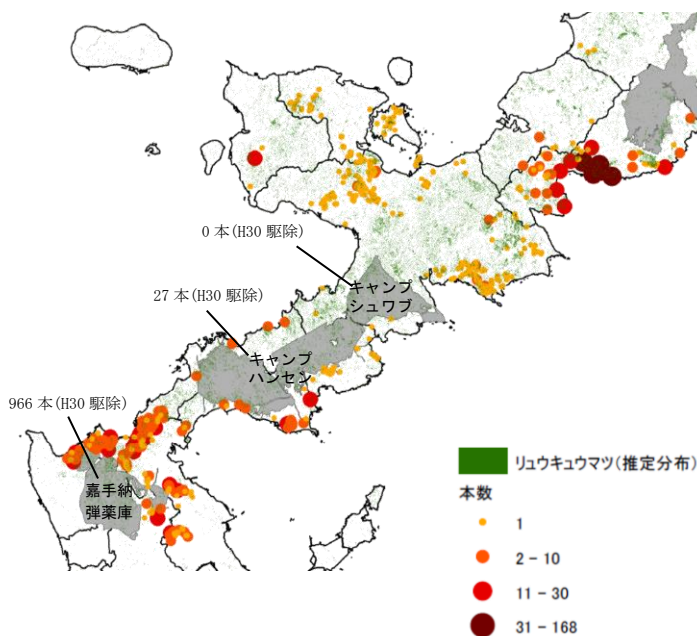 0 本(H30 駆除)
キャンプ
シュワブ
27 本(H30 駆除)
キャンプ
ハンセン
966 本(H30 駆除)
嘉手納
弾薬庫
リュウキュウマツ(推定分布)
本数
1
2 - 10
11 - 30
31 - 168